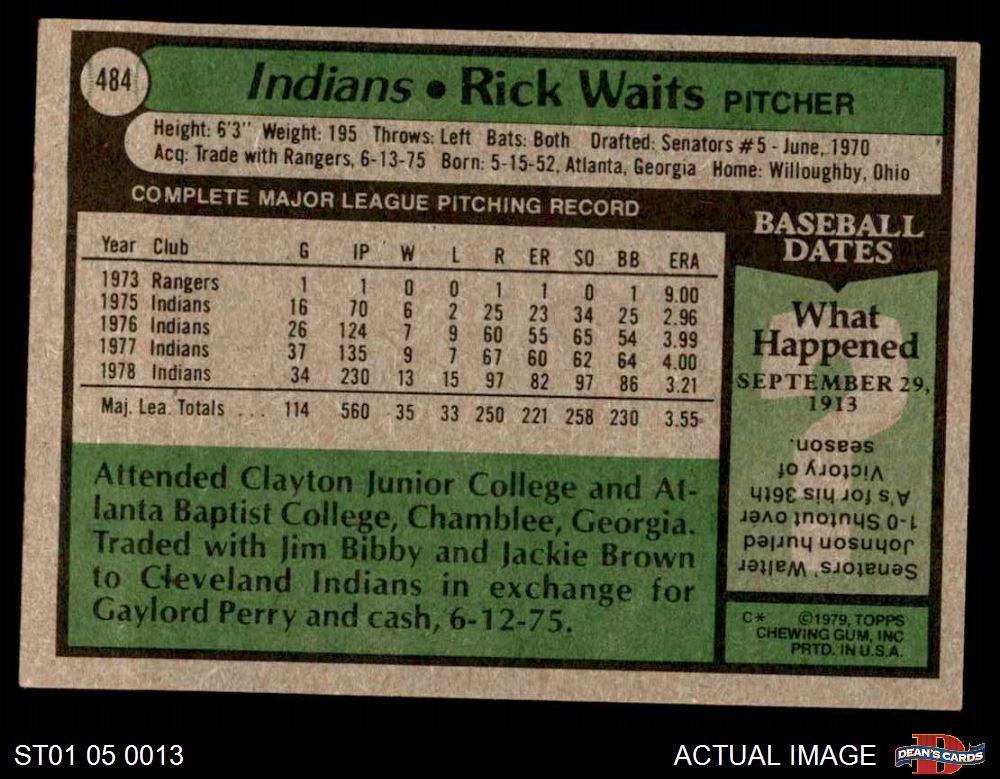 484
Indians • Rick Waits PITCHER
Height: 6'3" Weight: 195 Throws: Left Bats: Both Drafted: Senators #5 - June, 1970
Acq: Trade with Rangers, 6-13-75 Born: 5-15-52, Atlanta, Georgia Home: Willoughby, Ohio
COMPLETE MAJOR LEAGUE PITCHING RECORD
Year Club G IP W L R ER SO BB ERA
1973 Rangers 1 1 0 0 1 1 0 1 9.00
1975 Indians 16 70 6 2 25 23 34 25 2.96
1976 Indians 26 124 7 9 60 55 65 54 3.99
1977 Indians 37 135 9 7 67 60 62 64 4.00
1978 Indians 34 230 13 15 97 82 97 86 3.21
Maj. Lea. Totals ... 114 560 35 33 250 221 258 230 3.55
Attended Clayton Junior College and At-
lanta Baptist College, Chamblee, Georgia.
Traded with Jim Bibby and Jackie Brown
to Cleveland Indians in exchange for
Gaylord Perry and cash, 6-12-75.
BASEBALL
DATES
What
Happened
SEPTEMBER 29,
1913
Senators' Walter
Johnson hurled
1-0 Shutout over
A's for his 36th
Victory of
season.
C* ©1979, TOPPS
CHEWING GUM, INC
PRTD. IN U.S.A.
ST01 05 0013
ACTUAL IMAGE
D
DEAN'S CARDS